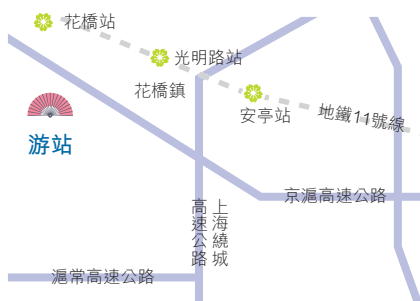 花橋站
光明路站
花橋鎮
安亭站
地鐵11號線
游站
京滬高速公路
上海繞城
高速公路
滬常高速公路